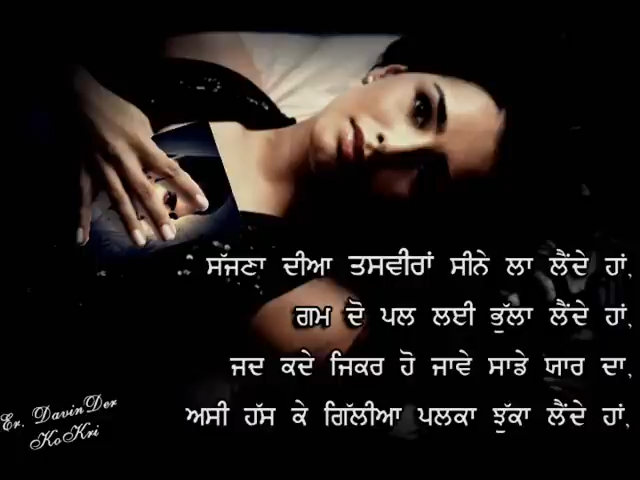 ਸੱਜਣਾ ਦੀਆ ਤਸਵੀਰਾਂ ਸੀਨੇ ਲਾ ਲੈਂਦੇ ਹਾਂ,
ਗਮ ਦੋ ਪਲ ਲਈ ਭੁੱਲਾ ਲੈਂਦੇ ਹਾਂ,
ਜਦ ਕਦੇ ਜਿਕਰ ਹੋ ਜਾਵੇ ਸਾਡੇ ਯਾਰ ਦਾ,
ਅਸੀ ਹੱਸ ਕੇ ਗਿੱਲੀਆ ਪਲਕਾ ਝੁੱਕਾ ਲੈਂਦੇ ਹਾਂ,
Er. DavinDer
KoKri